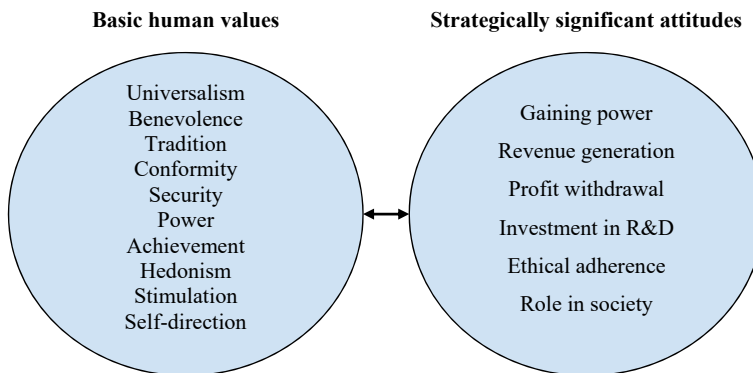 Basic human values
Strategically significant attitudes
Universalism
Benevolence
Tradition
Conformity
Security
Power
Achievement
Hedonism
Stimulation
Self-direction
Gaining power
Revenue generation
Profit withdrawal
Investment in R&D
Ethical adherence
Role in society